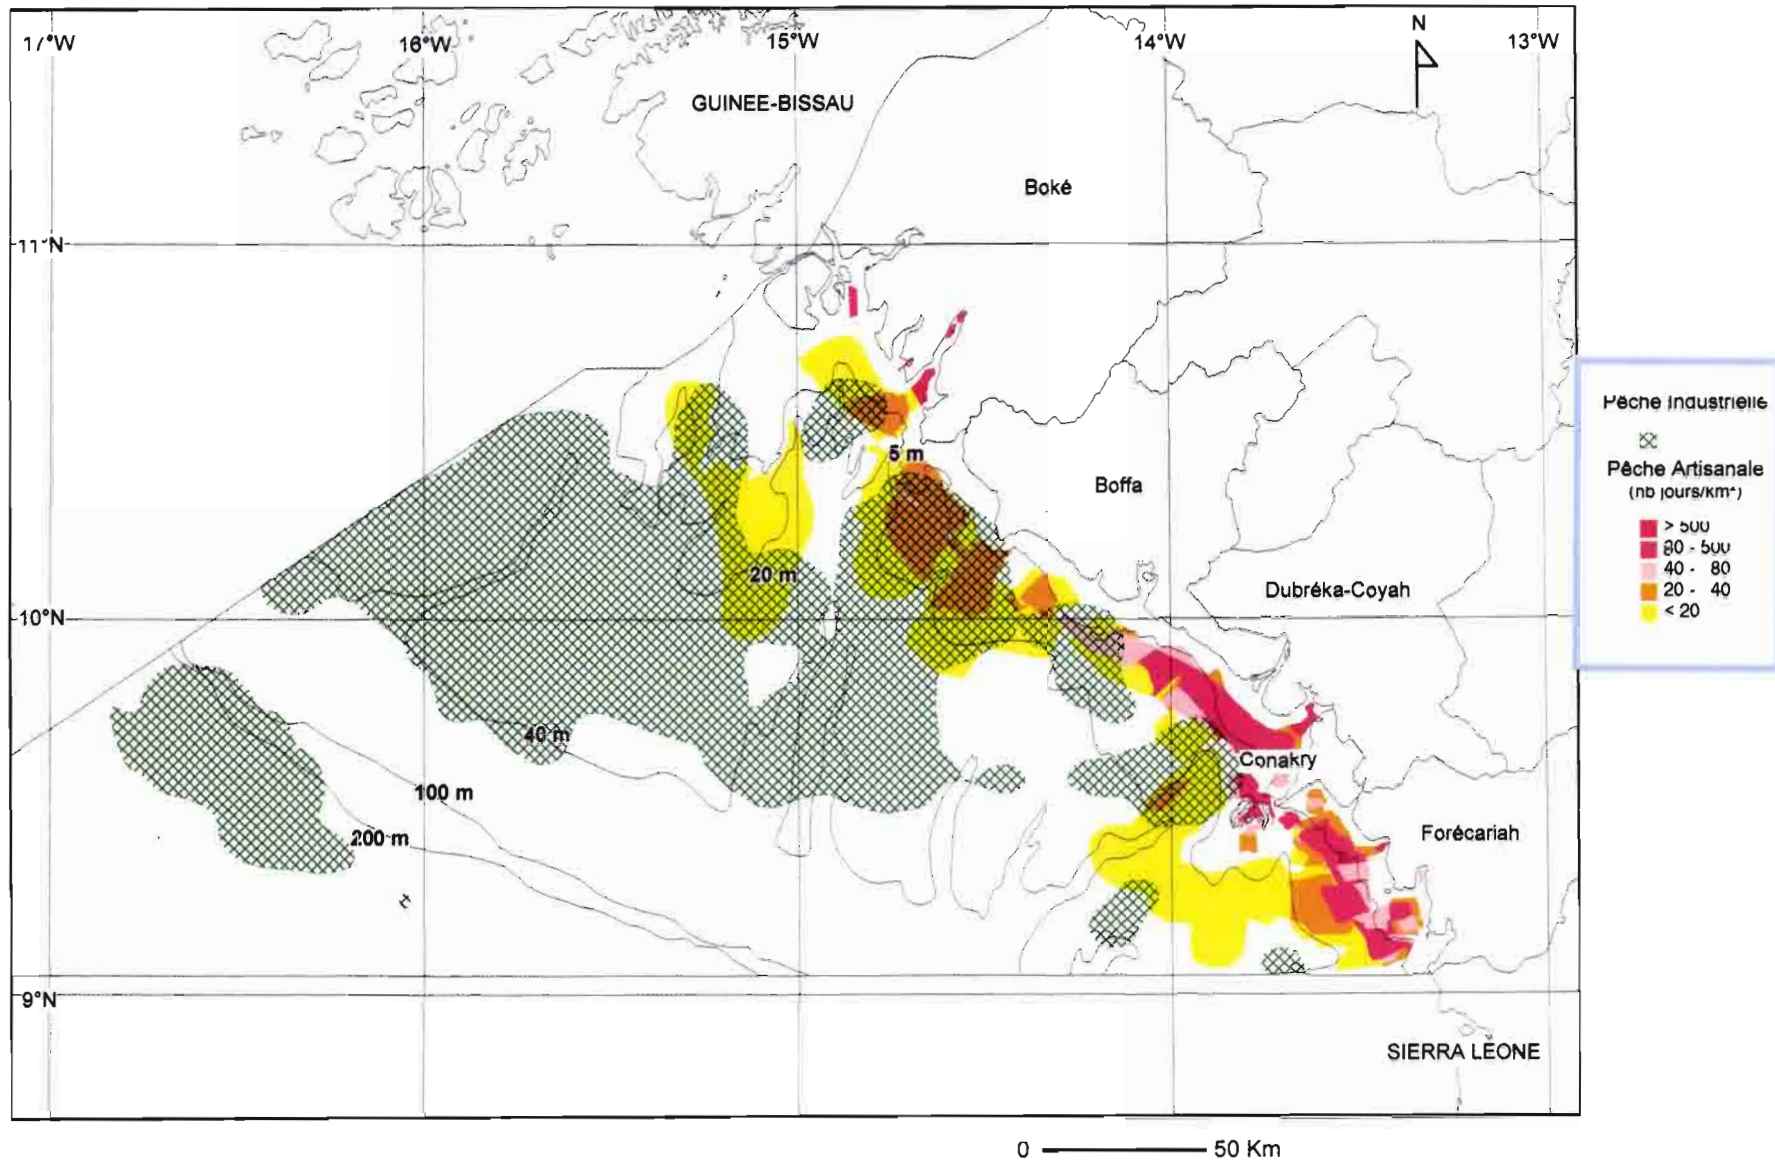 17°W
16°W
15°W
14°W
13°W
N
GUINEE-BISSAU
Boké
11°N
Pêche Industrielle
Pêche Artisanale
(nb jours/km²)
> 500
80 - 500
40 - 80
20 - 40
< 20
5 m
Boffa
20 m
Dubréka-Coyah
10°N
40 m
Conakry
100 m
200 m
Forécariah
9°N
SIERRA LEONE
0
50 Km